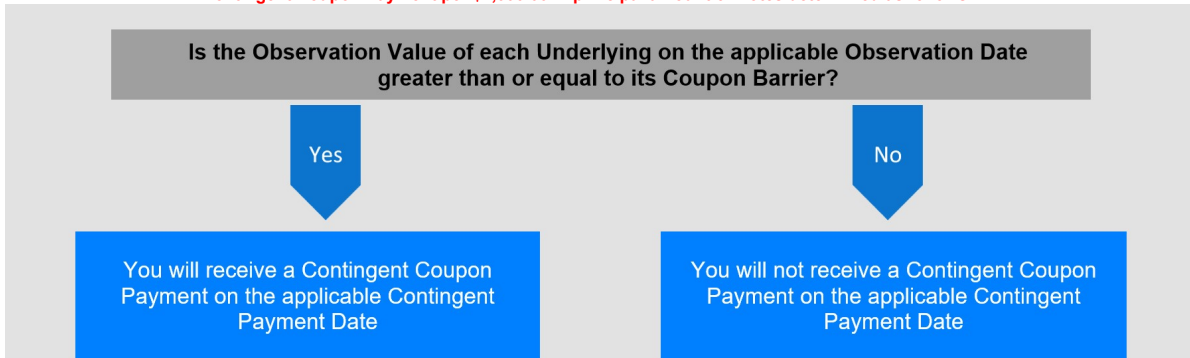 Is the Observation Value of each Underlying on the applicable Observation Date
greater than or equal to its Coupon Barrier?
Yes
No
You will receive a Contingent Coupon
Payment on the applicable Contingent
Payment Date
You will not receive a Contingent Coupon
Payment on the applicable Contingent
Payment Date